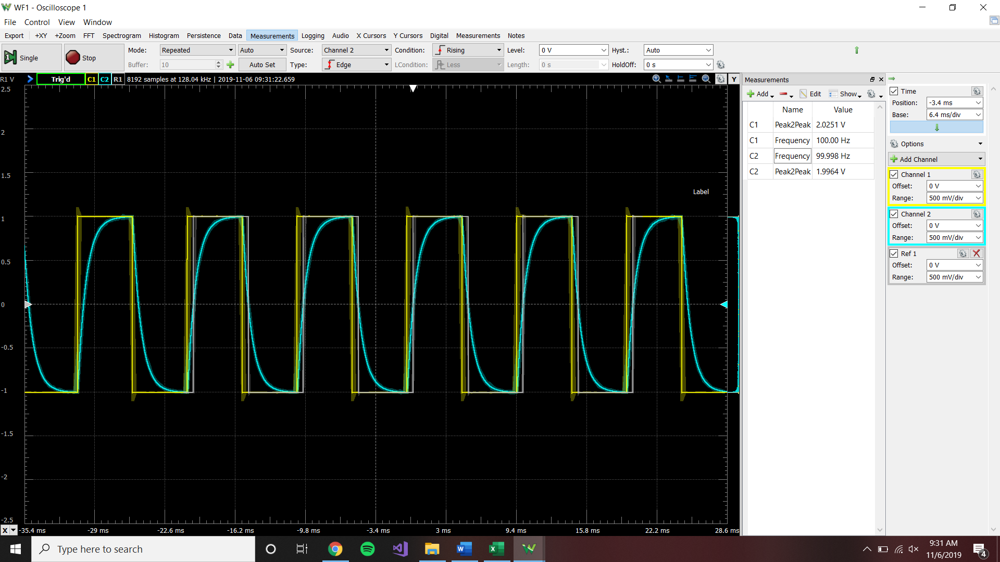 WF1 - Oscilloscope 1
File Control View Window
Export +XY +Zoom FFT Spectrogram Histogram Persistence Data Measurements Logging Audio X Cursors Y Cursors Digital Measurements Notes
Single Stop Mode: Repeated Auto Source: Channel 2 Condition: Rising Level: 0 V Hyst.: Auto
Buffer: 10 Auto Set Type: Edge LCondition: Less Length: 0 s HoldOff: 0 s
R1 V Trig'd C1 C2 R1 8192 samples at 128.04 kHz | 2019-11-06 09:31:22.659 Y
2.5
2
1.5
Label
1
0.5
0
-0.5
-1
-1.5
-2
-2.5
X -35.4 ms -29 ms -22.6 ms -16.2 ms -9.8 ms -3.4 ms 3 ms 9.4 ms 15.8 ms 22.2 ms 28.6 ms
Measurements
Add Edit Show
Name Value
C1 Peak2Peak 2.0251 V
C1 Frequency 100.00 Hz
C2 Frequency 99.998 Hz
C2 Peak2Peak 1.9964 V
Time
Position: -3.4 ms
Base: 6.4 ms/div
Options
Add Channel
Channel 1
Offset: 0 V
Range: 500 mV/div
Channel 2
Offset: 0 V
Range: 500 mV/div
Ref 1
Offset: 0 V
Range: 500 mV/div
Type here to search
9:31 AM
11/6/2019
4